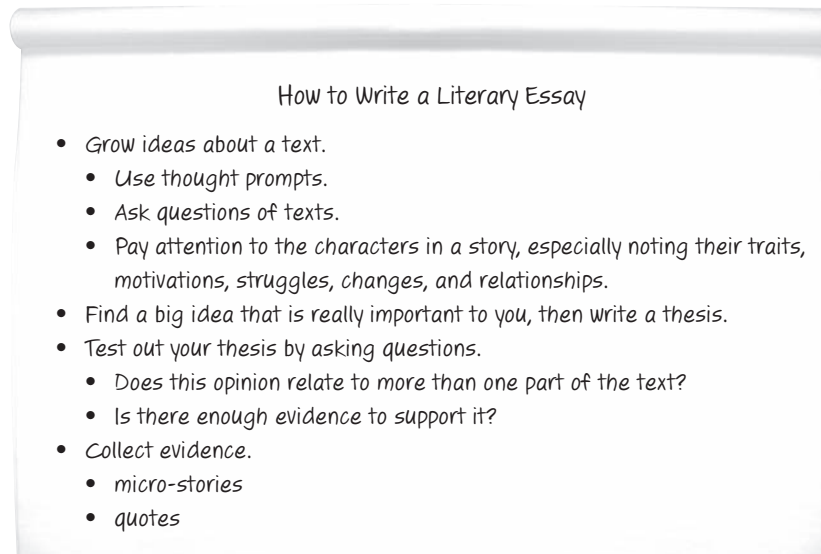 How to Write a Literary Essay
• Grow ideas about a text.
• Use thought prompts.
• Ask questions of texts.
• Pay attention to the characters in a story, especially noting their traits,
motivations, struggles, changes, and relationships.
• Find a big idea that is really important to you, then write a thesis.
• Test out your thesis by asking questions.
• Does this opinion relate to more than one part of the text?
• Is there enough evidence to support it?
• Collect evidence.
• micro-stories
• quotes